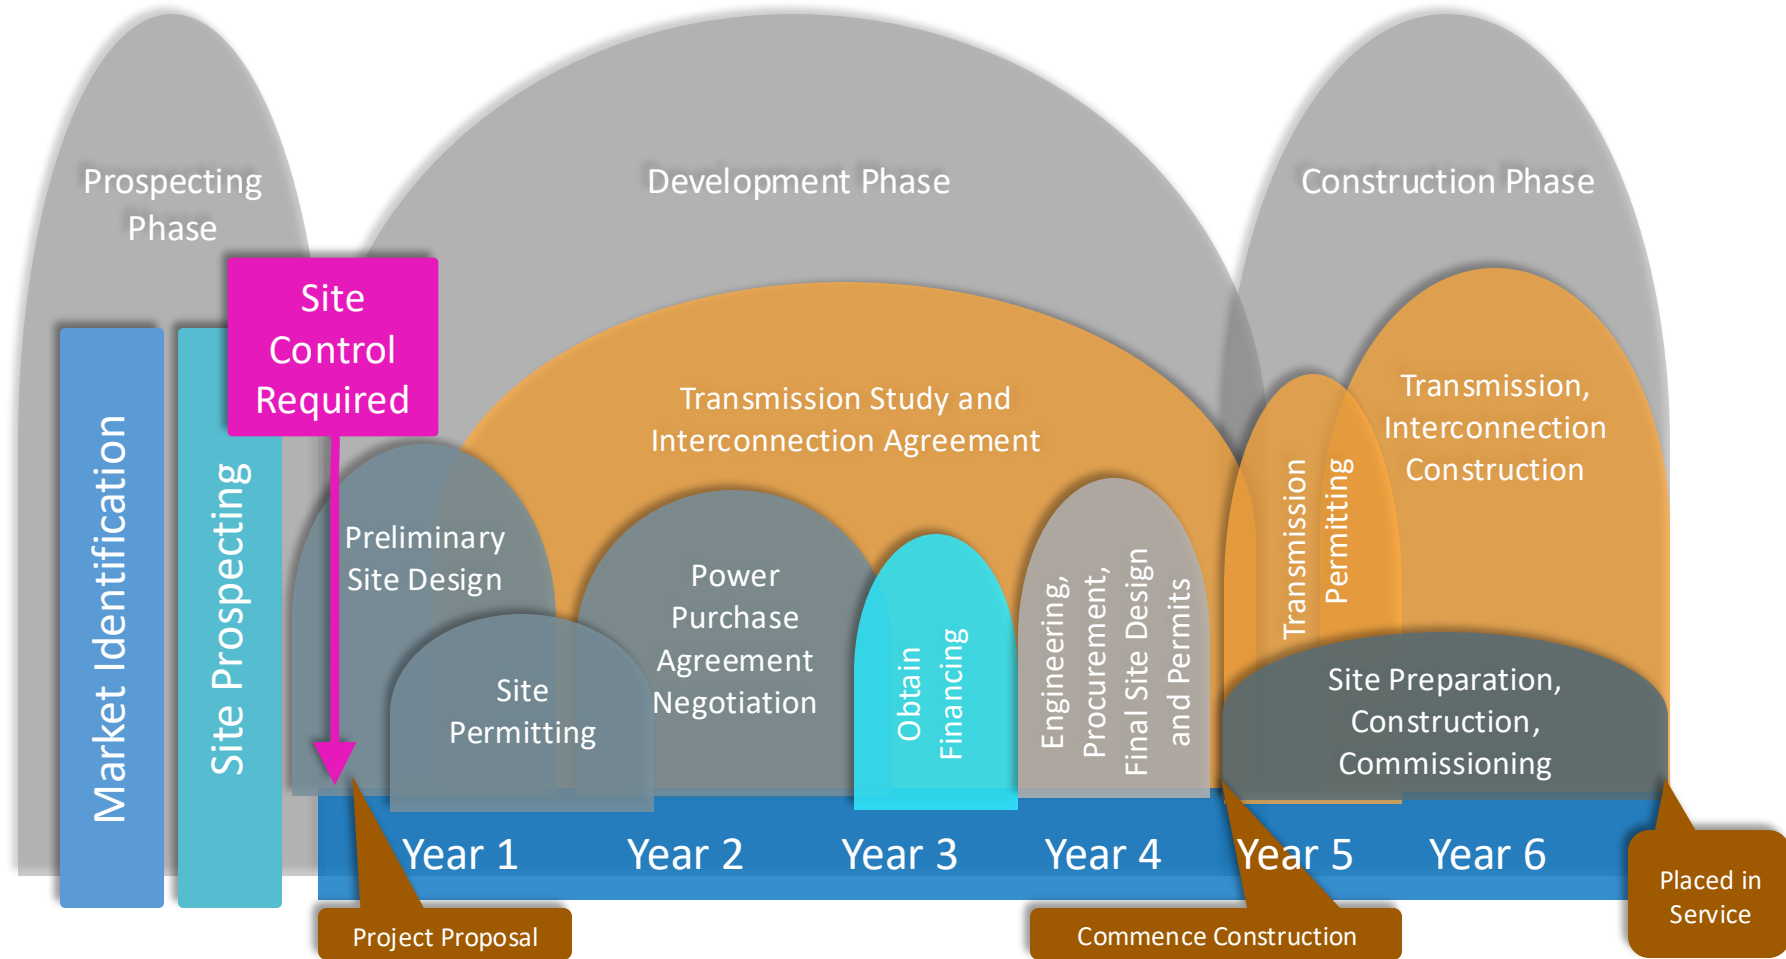 Prospecting
Phase
Development Phase
Construction Phase
Site
Control
Required
Market Identification
Site Prospecting
Transmission Study and
Interconnection Agreement
Transmission,
Interconnection
Construction
Transmission
Permitting
Preliminary
Site Design
Power
Purchase
Agreement
Negotiation
Site
Permitting
Obtain
Financing
Engineering,
Procurement,
Final Site Design
and Permits
Site Preparation,
Construction,
Commissioning
Year 1
Year 2
Year 3
Year 4
Year 5
Year 6
Project Proposal
Commence Construction
Placed in
Service